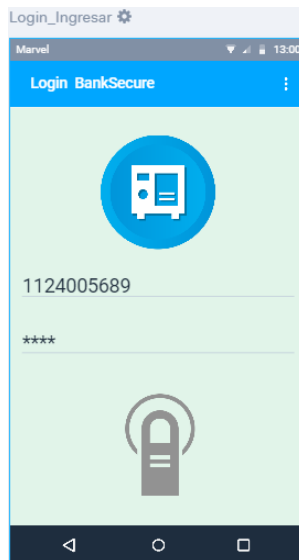 Login_Ingresar
Marvel 13:00
Login BankSecure
1124005689
****